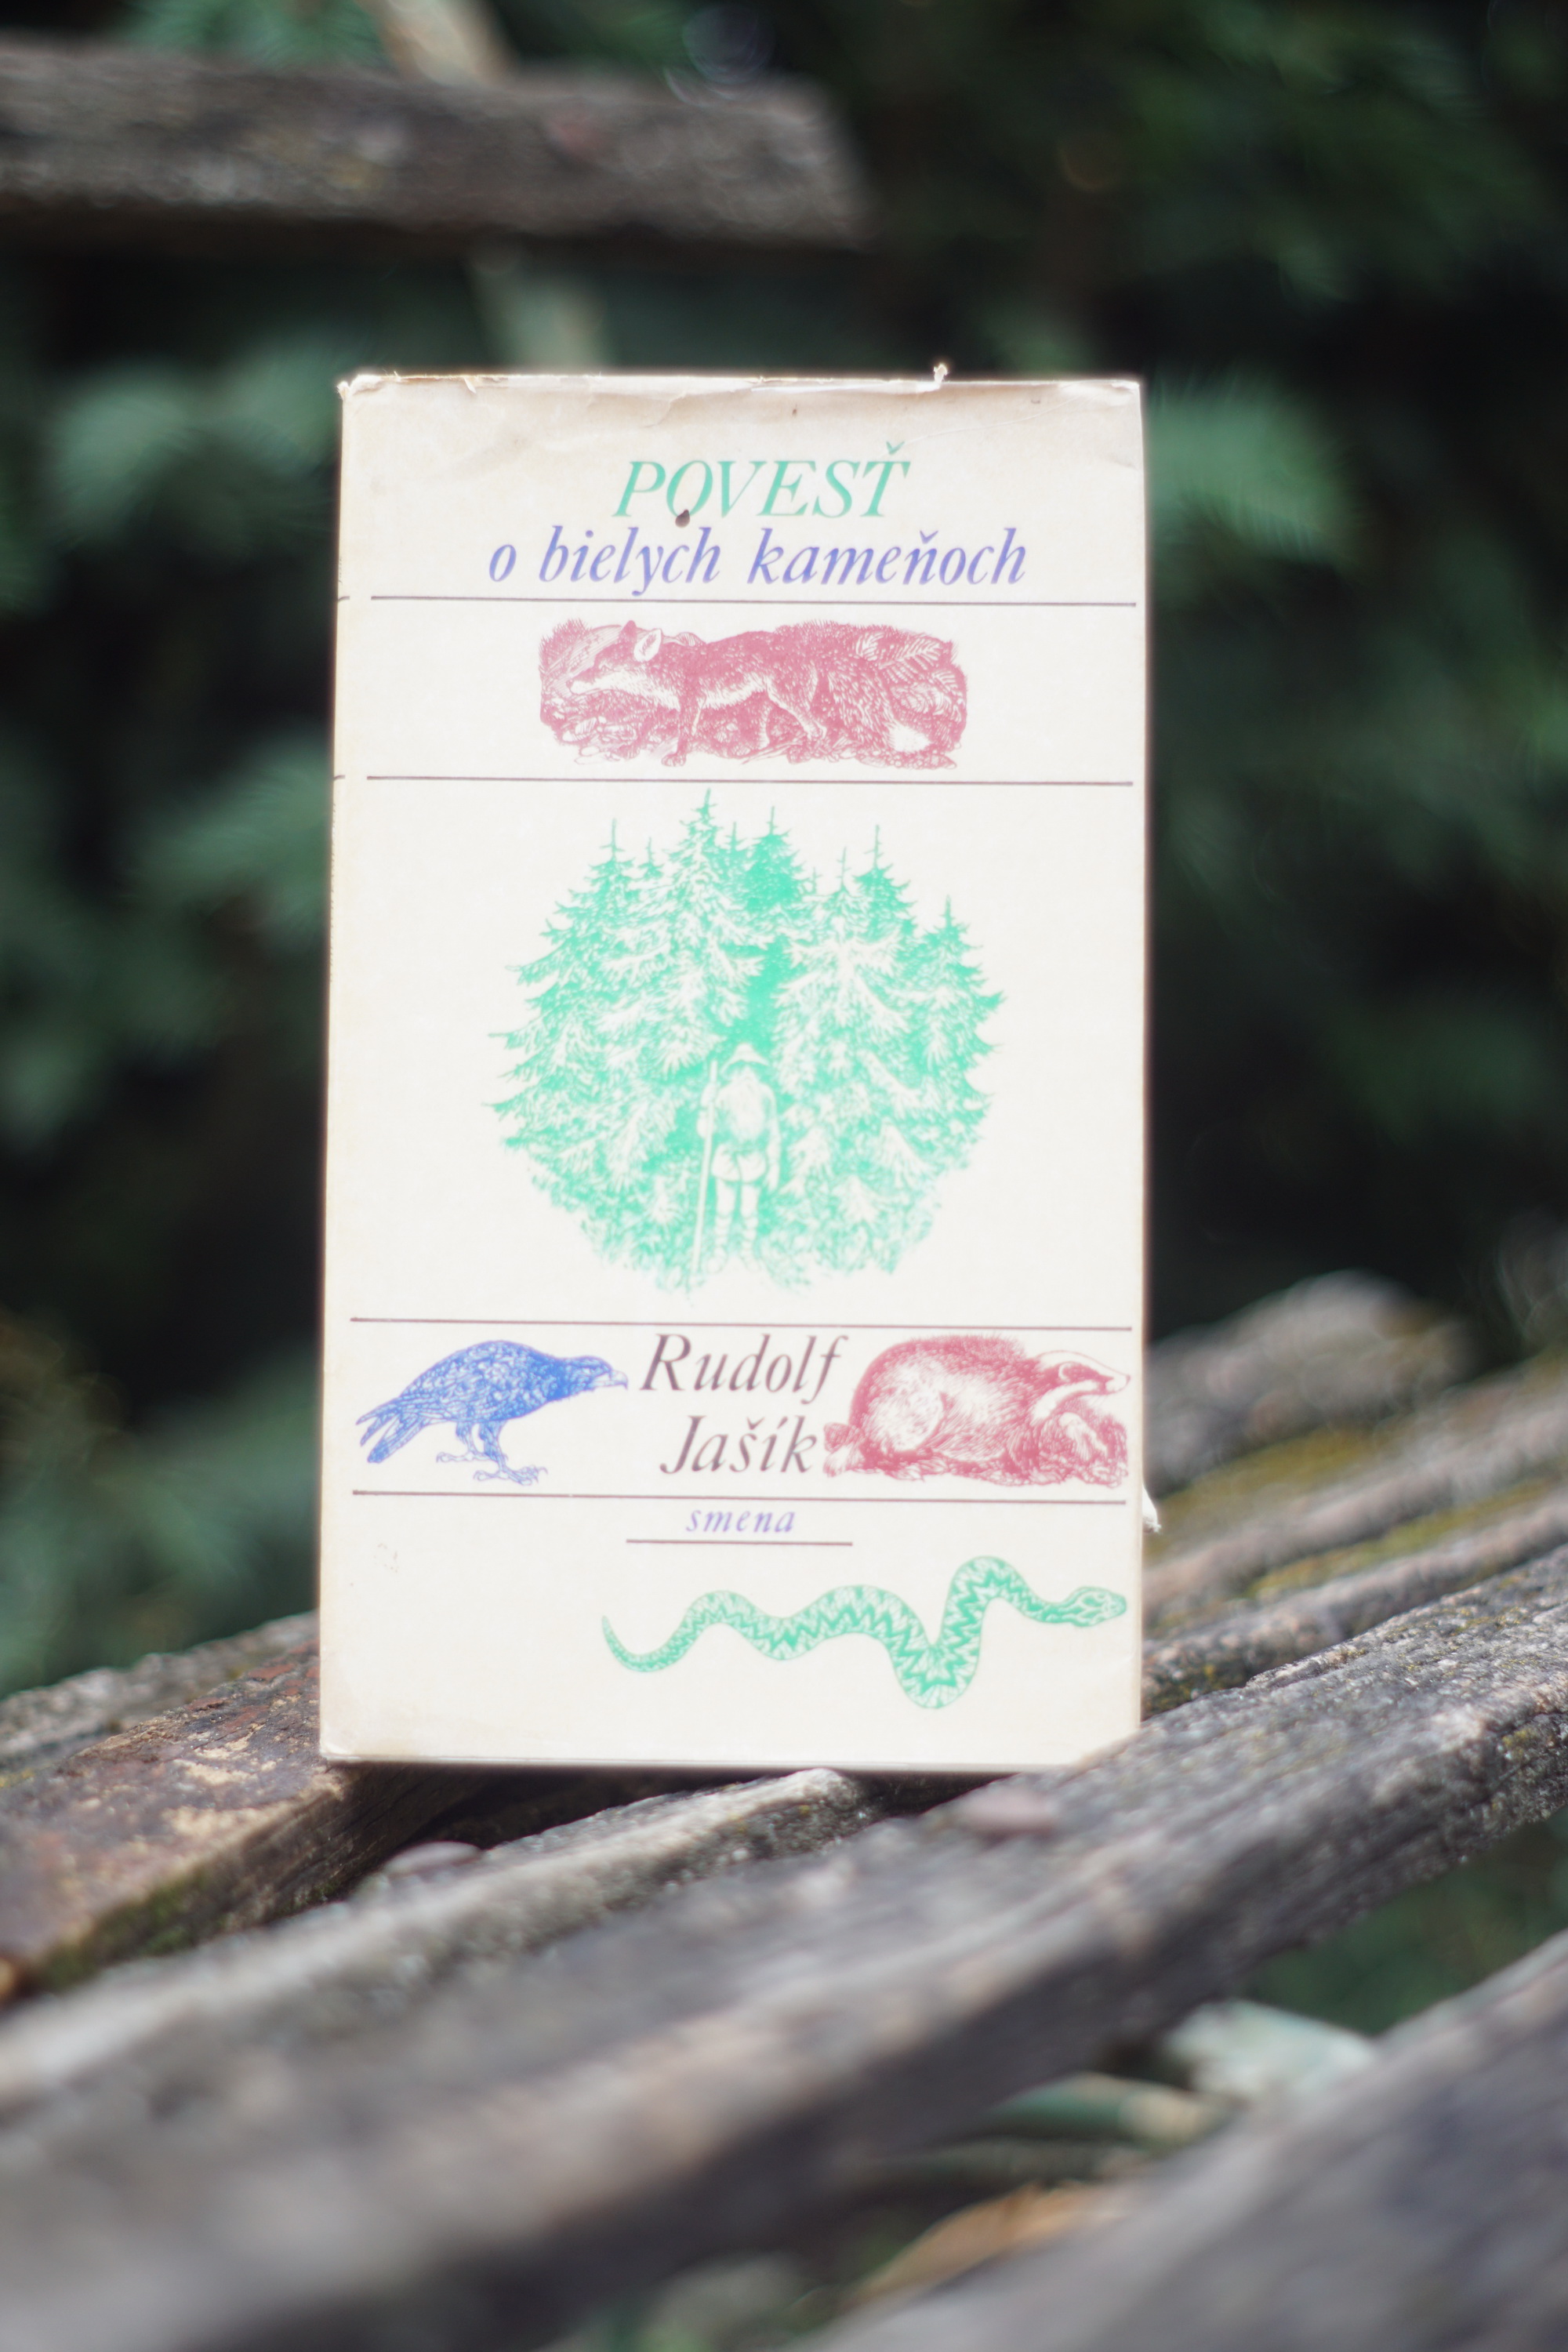 POVESŤ
o bielych kameňoch
Rudolf
Jašík
smena